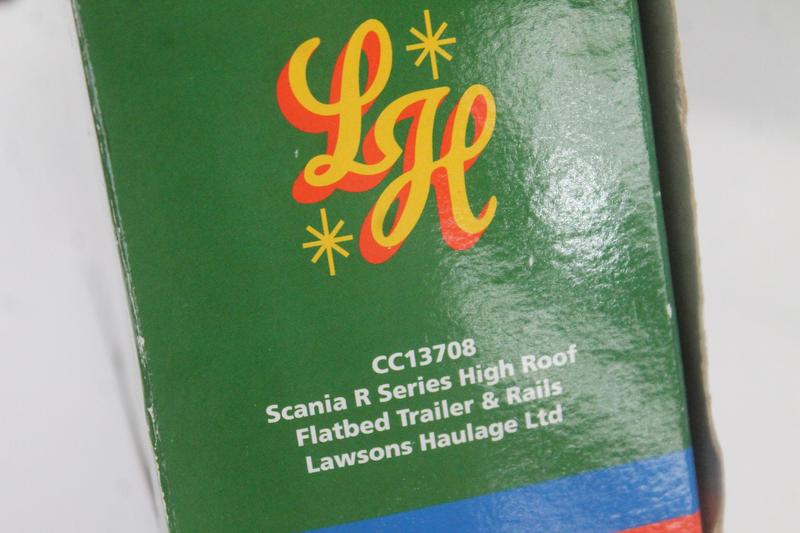 LH
CC13708
Scania R Series High Roof
Flatbed Trailer & Rails
Lawsons Haulage Ltd